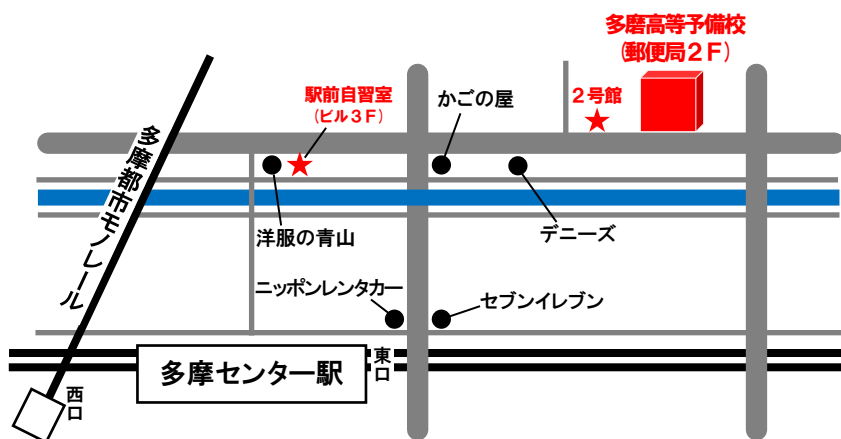 多磨高等予備校
(郵便局２Ｆ)
駅前自習室
(ビル３Ｆ)
かごの屋
２号館
多摩都市モノレール
洋服の青山
デニーズ
ニッポンレンタカー
セブンイレブン
多摩センター駅
東口
西口